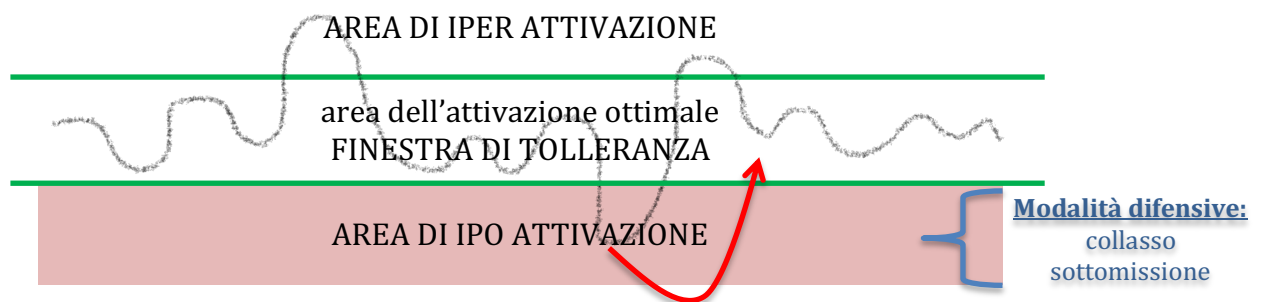 AREA DI IPER ATTIVAZIONE
area dell'attivazione ottimale
FINESTRA DI TOLLERANZA
AREA DI IPO ATTIVAZIONE
Modalità difensive:
collasso
sottomissione